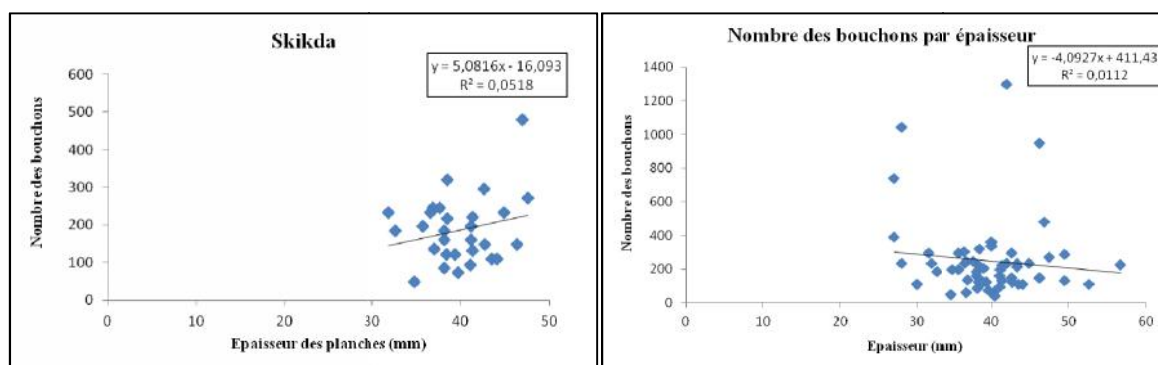 Skikda
y = 5,0816x - 16,093
R² = 0,0518
Nombre des bouchons
600
500
400
300
200
100
0
0 10 20 30 40 50
Epaisseur des planches (mm)
Nombre des bouchons par épaisseur
y = -4,0927x + 411,43
R² = 0,0112
Nombre des bouchons
1400
1200
1000
800
600
400
200
0
0 10 20 30 40 50 60
Epaisseur (mm)